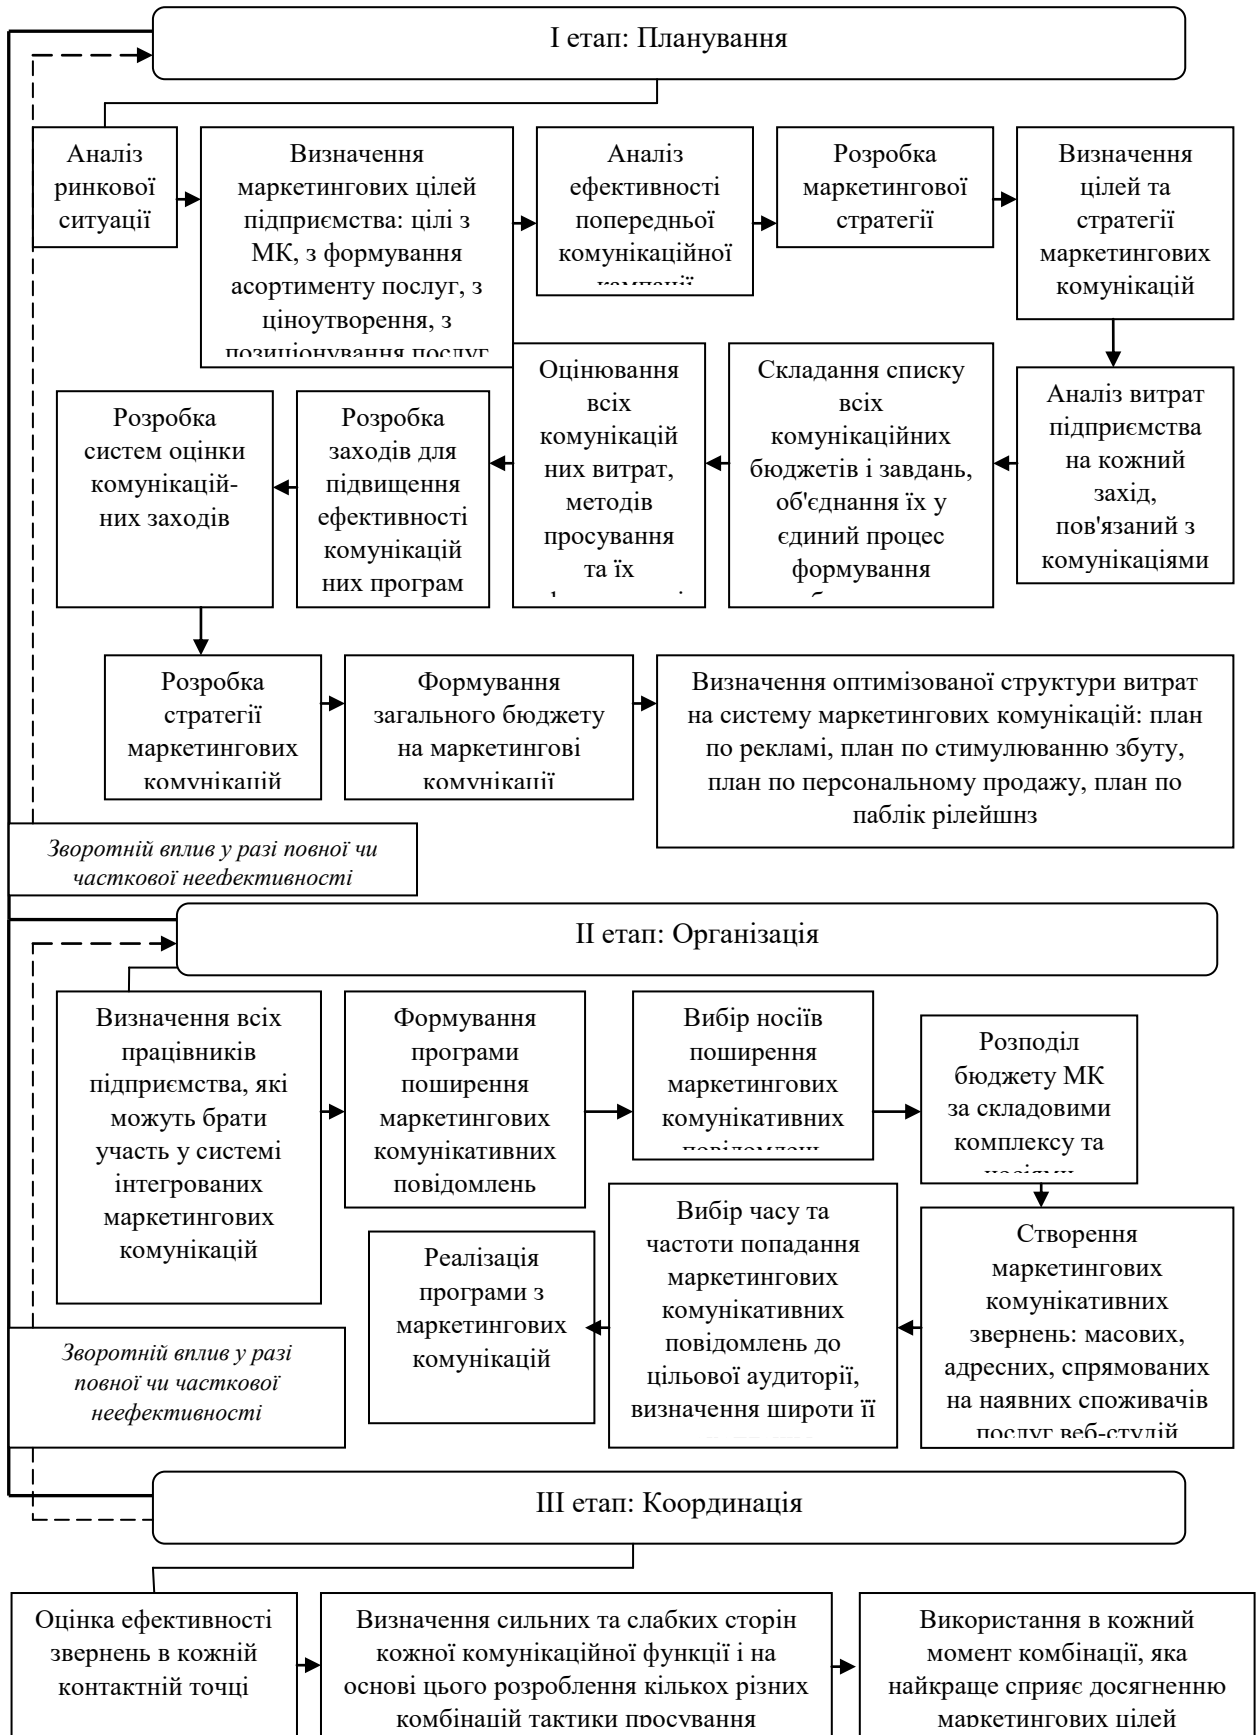 І етап: Планування
Аналіз
ринкової
ситуації
Визначення
маркетингових цілей
підприємства: цілі з
МК, з формування
асортименту послуг, з
ціноутворення, з
позиціонування послуг
Аналіз
ефективності
попередньої
комунікаційної
кампанії
Розробка
маркетингової
стратегії
Визначення
цілей та
стратегії
маркетингових
комунікацій
Аналіз витрат
підприємства
на кожний
захід,
пов'язаний з
комунікаціями
Складання списку
всіх
комунікаційних
бюджетів і завдань,
об'єднання їх у
єдиний процес
формування
Оцінювання
всіх
комунікацій
них витрат,
методів
просування
та їх
Розробка
заходів для
підвищення
ефективності
комунікацій
них програм
Розробка
систем оцінки
комунікацій-
них заходів
Розробка
стратегії
маркетингових
комунікацій
Формування
загального бюджету
на маркетингові
комунікації
Визначення оптимізованої структури витрат
на систему маркетингових комунікацій: план
по рекламі, план по стимулюванню збуту,
план по персональному продажу, план по
паблік рілейшнз
Зворотній вплив у разі повної чи
часткової неефективності
ІІ етап: Організація
Визначення всіх
працівників
підприємства, які
можуть брати
участь у системі
інтегрованих
маркетингових
комунікацій
Формування
програми
поширення
маркетингових
комунікативних
повідомлень
Вибір носіїв
поширення
маркетингових
комунікативних
повідомлень
Розподіл
бюджету МК
за складовими
комплексу та
носіями
Створення
маркетингових
комунікативних
звернень: масових,
адресних, спрямованих
на наявних споживачів
послуг веб-студій
Вибір часу та
частоти попадання
маркетингових
комунікативних
повідомлень до
цільової аудиторії,
визначення широти її
Реалізація
програми з
маркетингових
комунікацій
Зворотній вплив у разі
повної чи часткової
неефективності
ІІІ етап: Координація
Оцінка ефективності
звернень в кожній
контактній точці
Визначення сильних та слабких сторін
кожної комунікаційної функції і на
основі цього розроблення кількох різних
комбінацій тактики просування
Використання в кожний
момент комбінації, яка
найкраще сприяє досягненню
маркетингових цілей